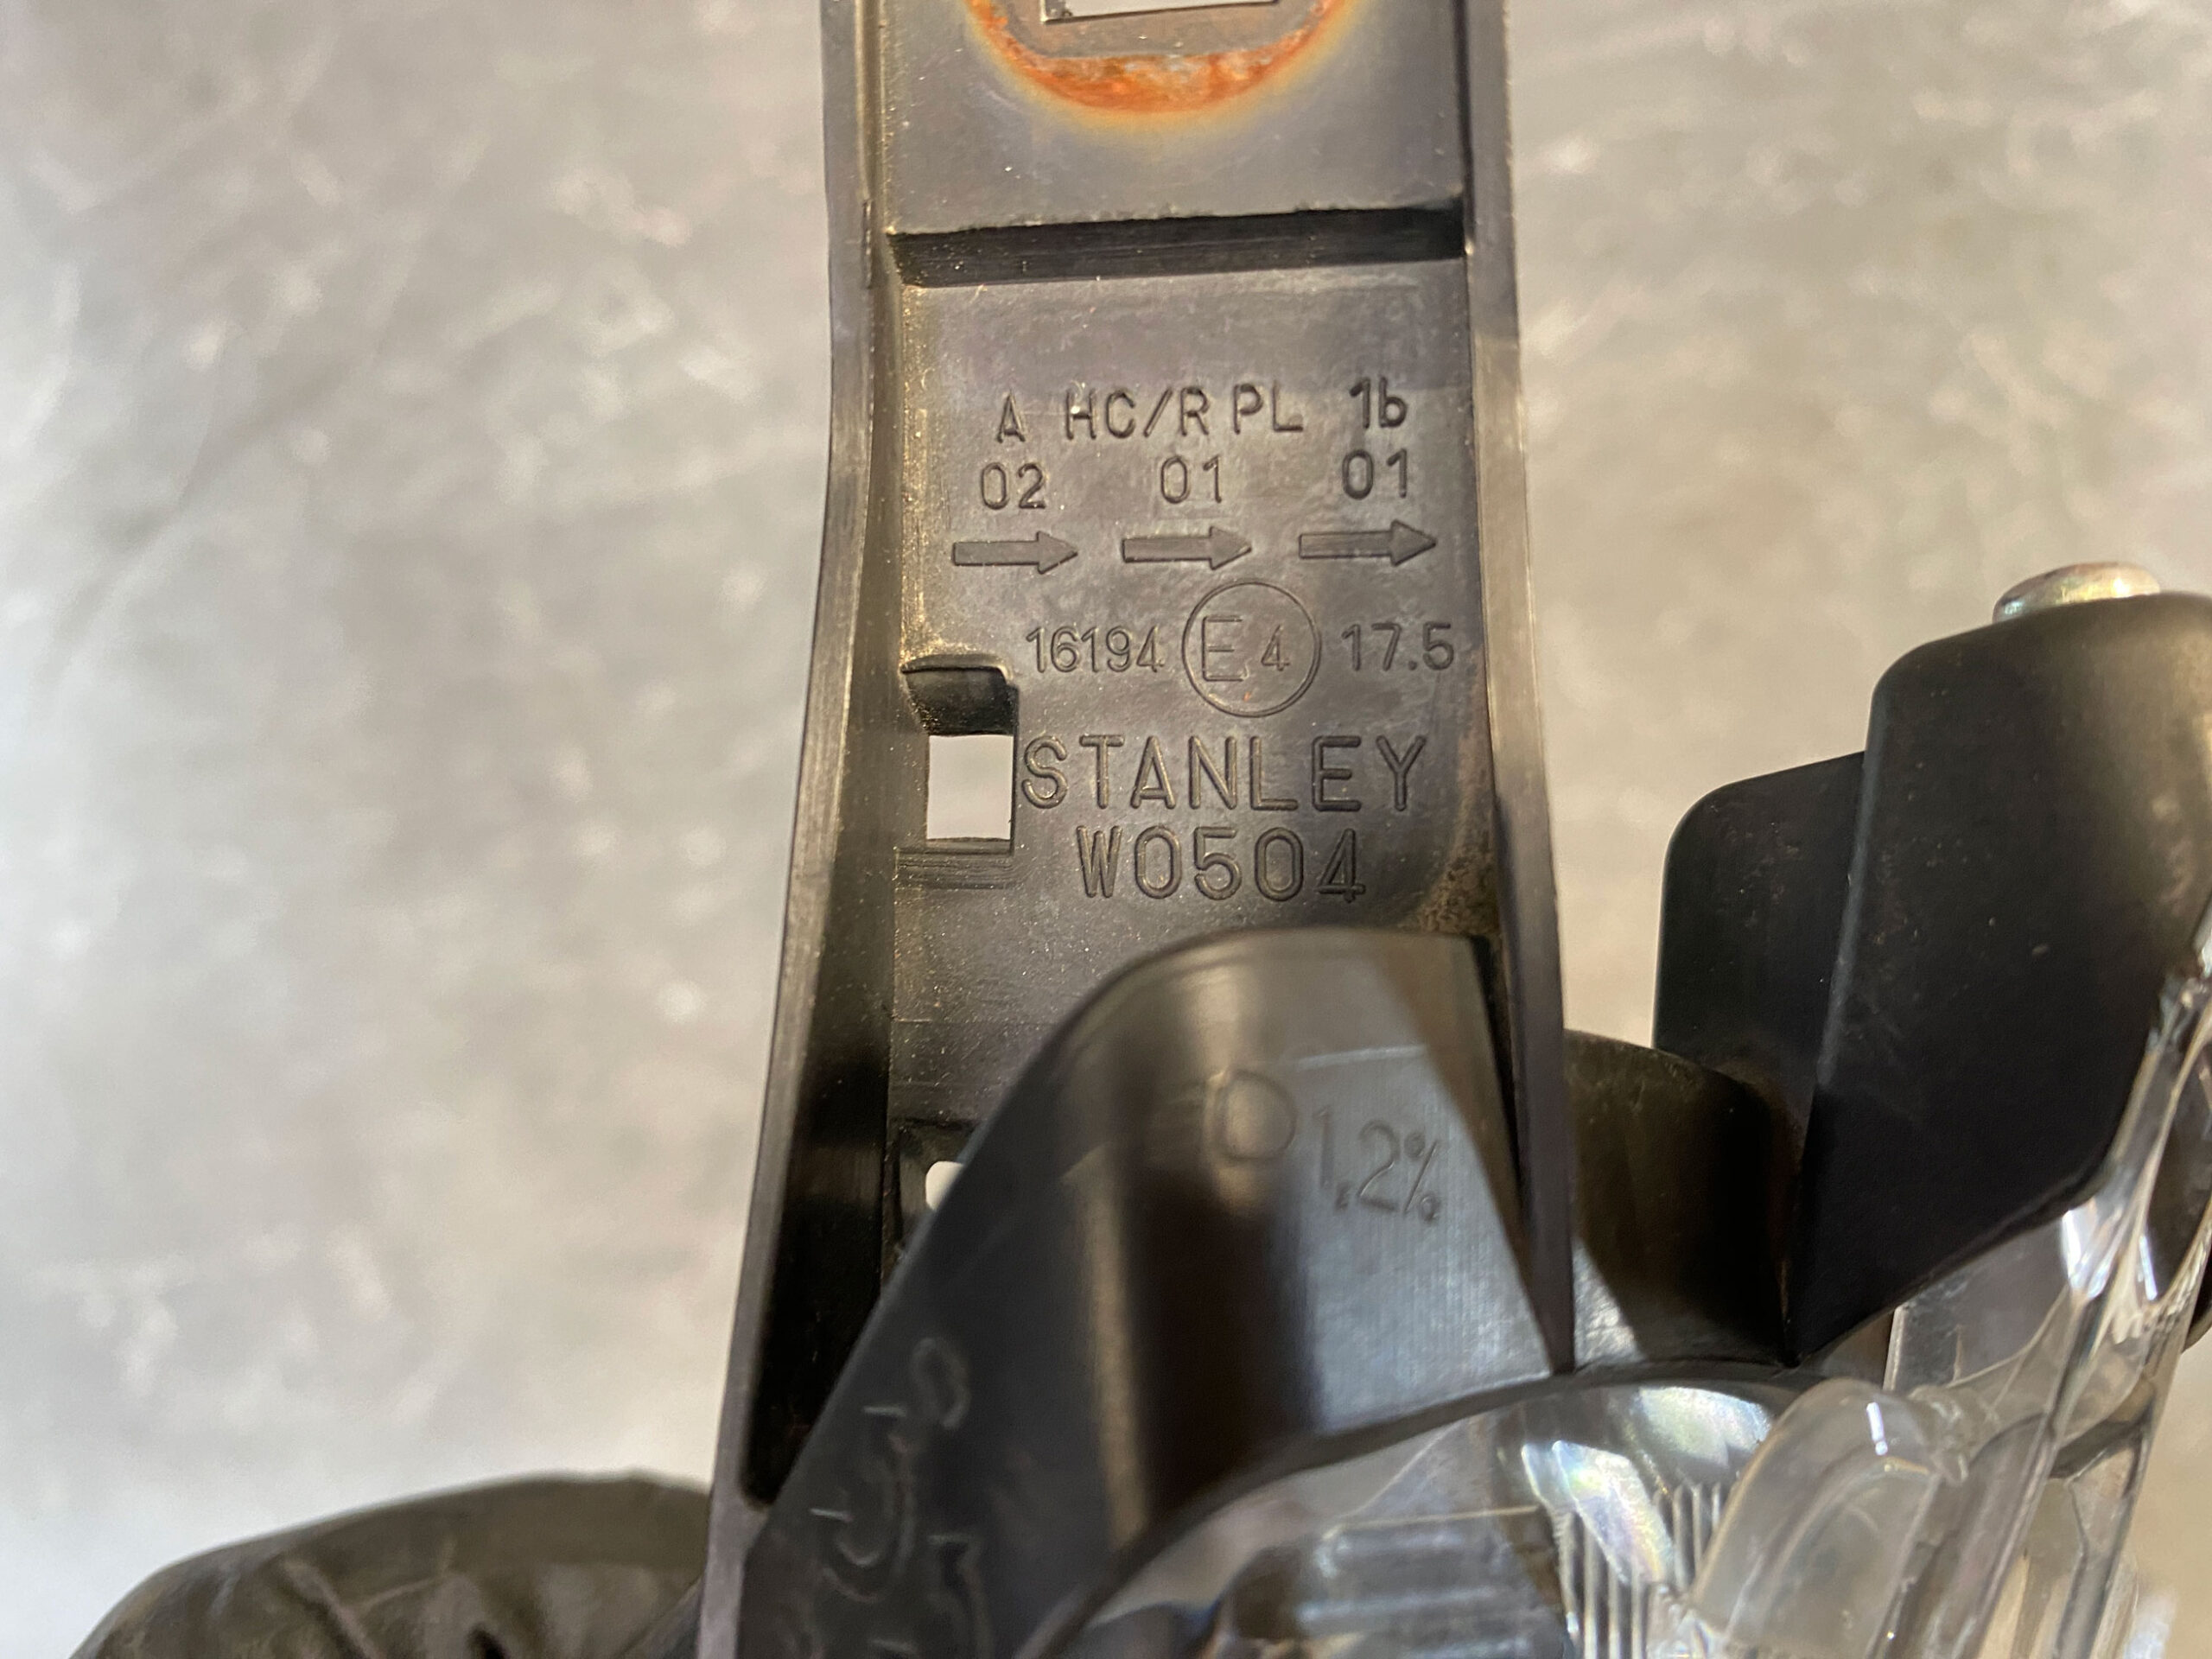 A HC/R PL 1b
02 01 01
16194 E4 17.5
STANLEY
W0504
1.2%